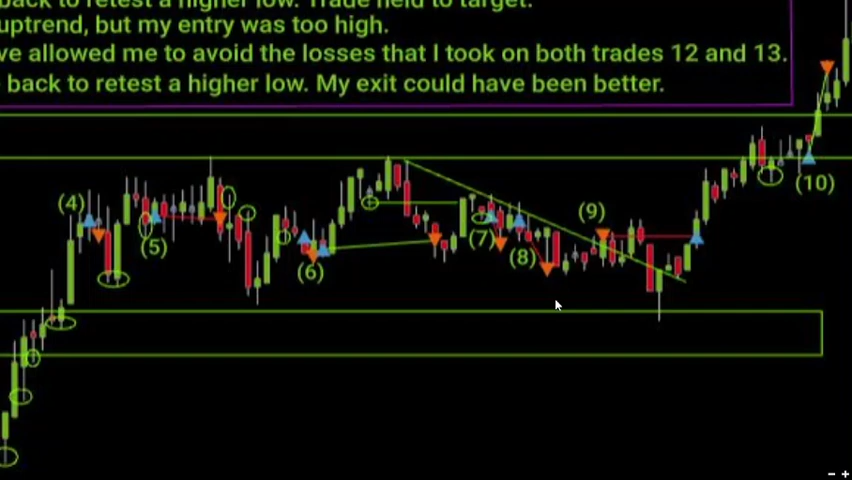 back to retest a higher low. Trade held to target.
uptrend, but my entry was too high.
ve allowed me to avoid the losses that I took on both trades 12 and 13.
back to retest a higher low. My exit could have been better.
(4)
(5)
(6)
(7)
(8)
(9)
(10)